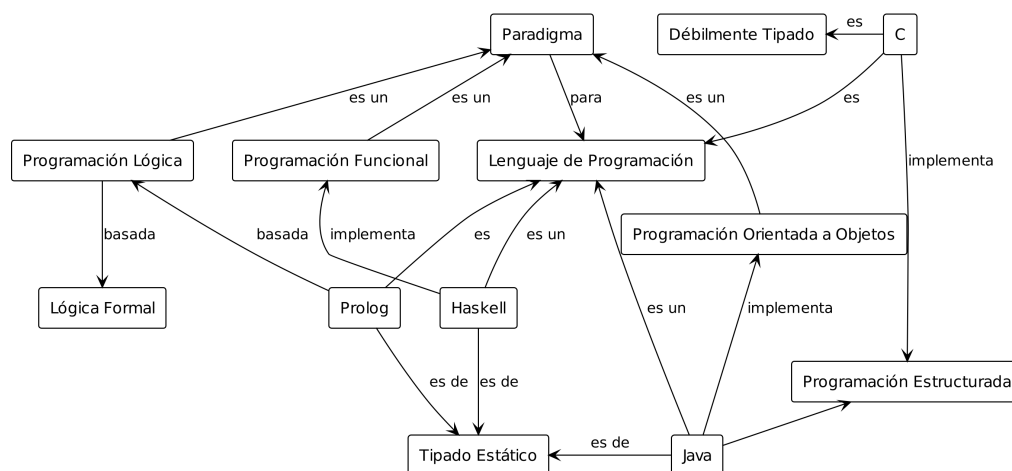 Paradigma
Débilmente Tipado
es
C
es un
es un
para
es un
es
Programación Lógica
Programación Funcional
Lenguaje de Programación
implementa
basada
basada
implementa
es
es un
Programación Orientada a Objetos
Lógica Formal
Prolog
Haskell
es un
implementa
es de
es de
Programación Estructurada
Tipado Estático
es de
Java